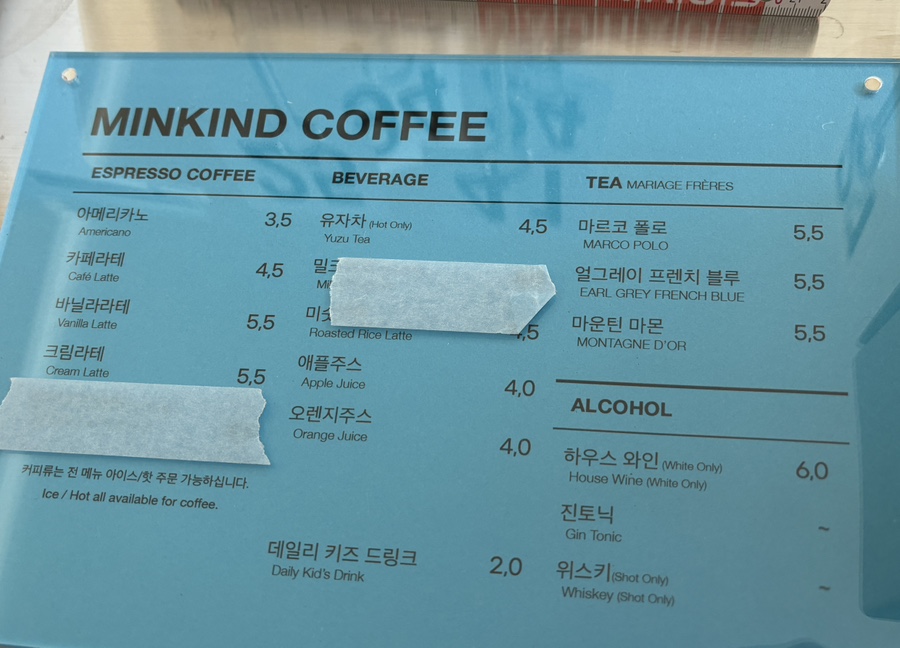 MINKIND COFFEE
ESPRESSO COFFEE
아메리카노 3,5
Americano
카페라테
Café Latte 4,5
바닐라라테
Vanilla Latte 5,5
크림라테
Cream Latte 5,5
커피류는 전 메뉴 아이스/핫 주문 가능하십니다.
Ice / Hot all available for coffee.
BEVERAGE
유자차 (Hot Only) 4,5
Yuzu Tea
Roasted Rice Latte
애플주스
Apple Juice 4,0
오렌지주스
Orange Juice 4,0
데일리 키즈 드링크 2,0
Daily Kid's Drink
TEA MARIAGE FRÈRES
마르코 폴로 5,5
MARCO POLO
얼그레이 프렌치 블루 5,5
EARL GREY FRENCH BLUE
마운틴 마몬 5,5
MONTAGNE D'OR
ALCOHOL
하우스 와인 (White Only) 6,0
House Wine (White Only)
진토닉 ~
Gin Tonic
위스키(Shot Only) ~
Whiskey (Shot Only)